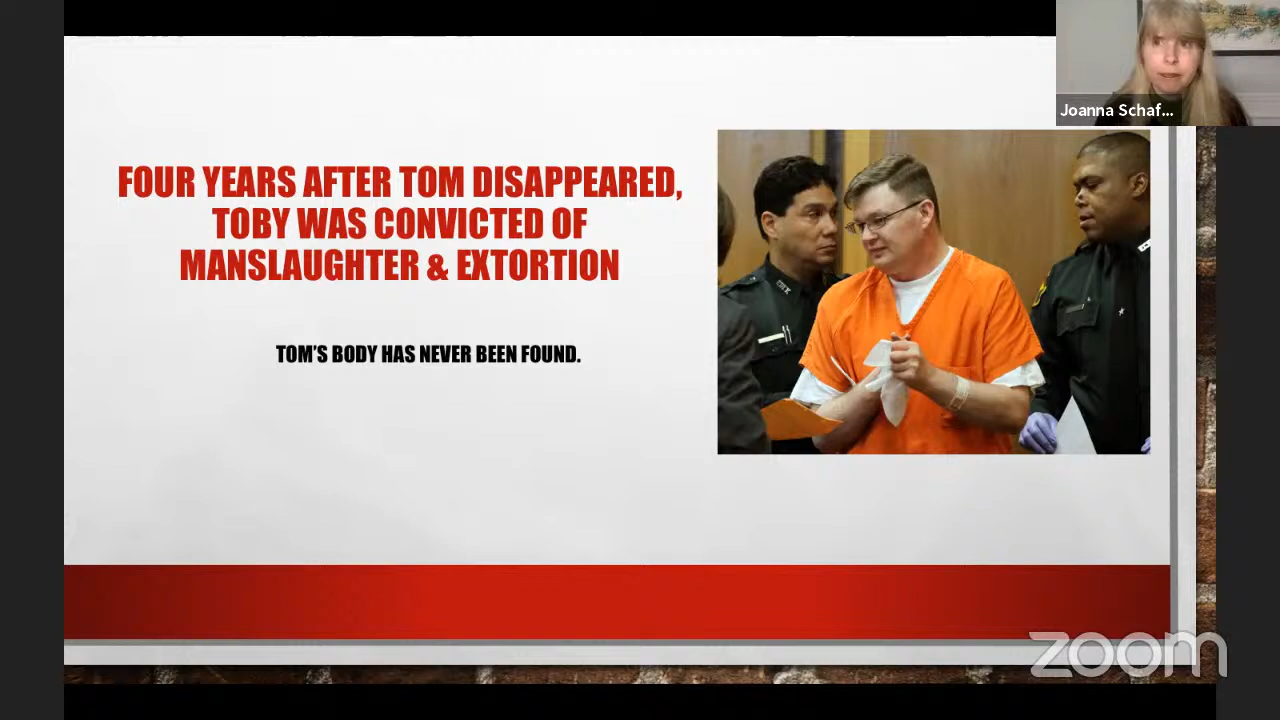 Joanna Schaf...
FOUR YEARS AFTER TOM DISAPPEARED,
TOBY WAS CONVICTED OF
MANSLAUGHTER & EXTORTION
TOM'S BODY HAS NEVER BEEN FOUND.
zoom